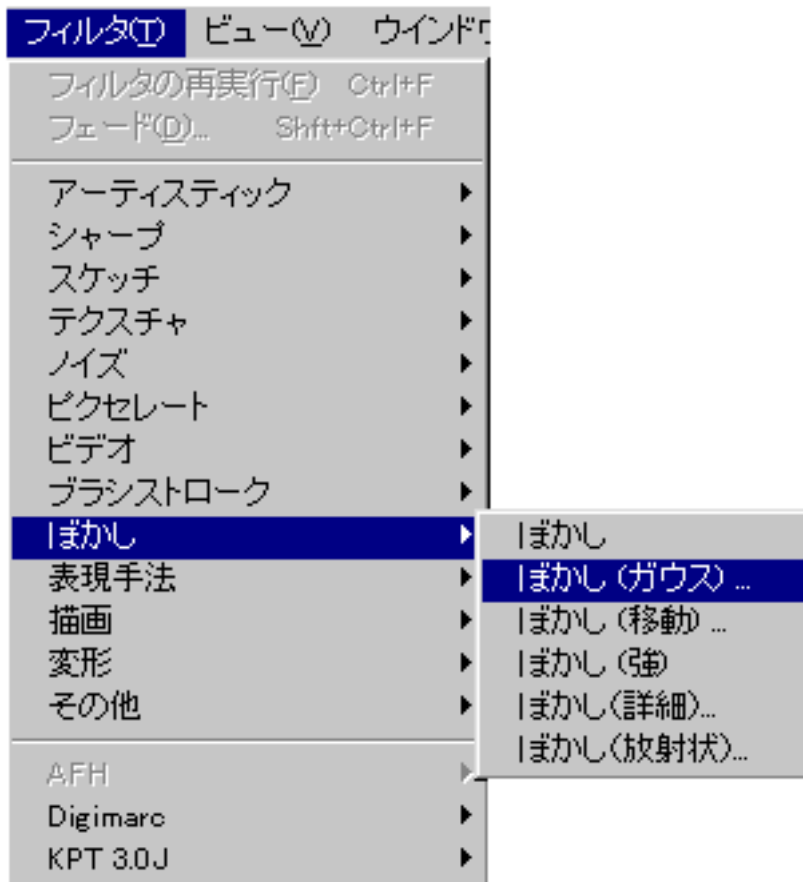 フィルタ(T) ビュー(V) ウインドウ
フィルタの再実行(F) Ctrl+F
フェード(D)... Shft+Ctrl+F
アーティスティック
シャープ
スケッチ
テクスチャ
ノイズ
ピクセレート
ビデオ
ブラシストローク
ぼかし
表現手法
描画
変形
その他
AFH
Digimarc
KPT 3.0J
ぼかし
ぼかし (ガウス) ...
ぼかし (移動) ...
ぼかし (強)
ぼかし(詳細)...
ぼかし(放射状)...